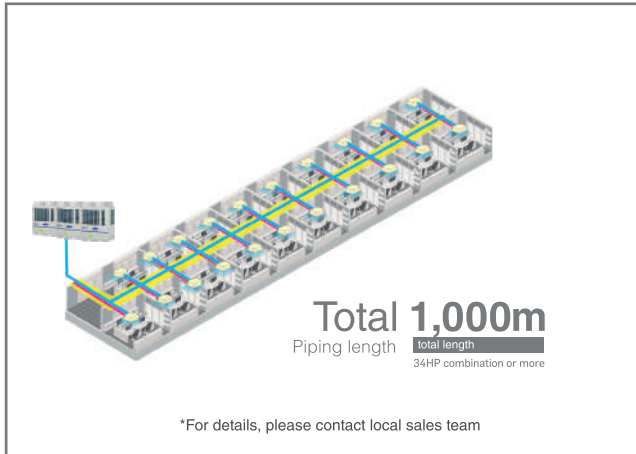 Total 1,000m
Piping length total length
34HP combination or more
*For details, please contact local sales team